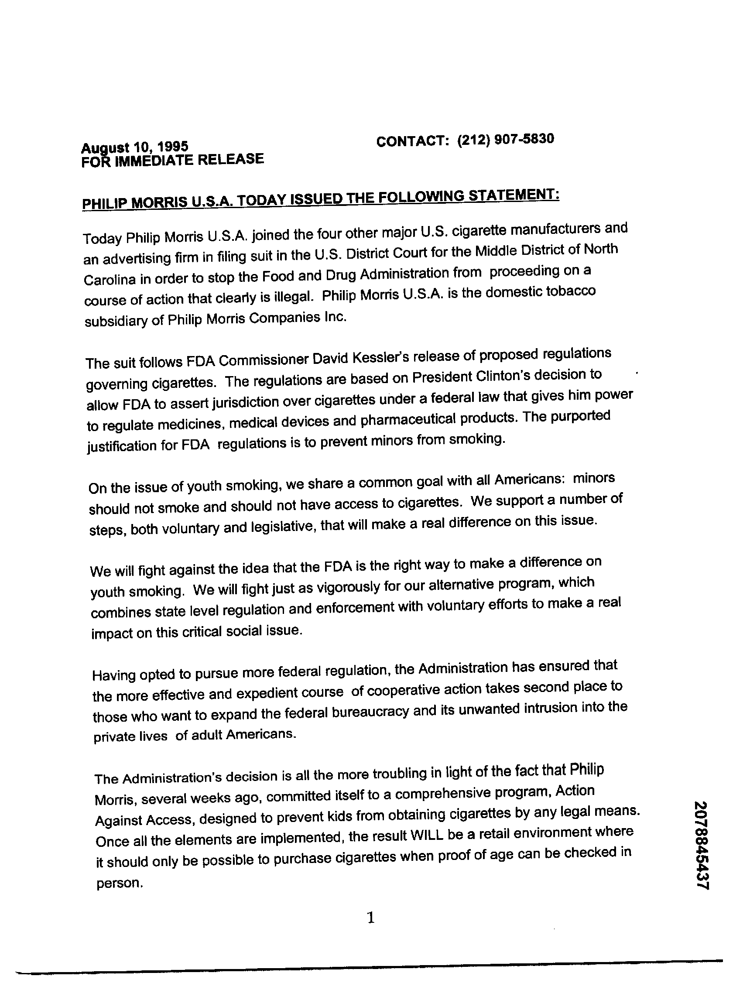 August 10, 1995 CONTACT: (212) 907-5830
FOR IMMEDIATE RELEASE
PHILIP MORRIS U.S.A. TODAY ISSUED THE FOLLOWING STATEMENT:
Today Philip Morris U.S.A. joined the four other major U.S. cigarette manufacturers and
an advertising firm in filing suit in the U.S. District Court for the Middle District of North
Carolina in order to stop the Food and Drug Administration from proceeding on a
course of action that clearly is illegal. Philip Morris U.S.A. is the domestic tobacco
subsidiary of Philip Morris Companies Inc.
The suit follows FDA Commissioner David Kessler's release of proposed regulations
governing cigarettes. The regulations are based on President Clinton's decision to
allow FDA to assert jurisdiction over cigarettes under a federal law that gives him power
to regulate medicines, medical devices and pharmaceutical products. The purported
justification for FDA regulations is to prevent minors from smoking.
On the issue of youth smoking, we share a common goal with all Americans: minors
should not smoke and should not have access to cigarettes. We support a number of
steps, both voluntary and legislative, that will make a real difference on this issue.
We will fight against the idea that the FDA is the right way to make a difference on
youth smoking. We will fight just as vigorously for our alternative program, which
combines state level regulation and enforcement with voluntary efforts to make a real
impact on this critical social issue.
Having opted to pursue more federal regulation, the Administration has ensured that
the more effective and expedient course of cooperative action takes second place to
those who want to expand the federal bureaucracy and its unwanted intrusion into the
private lives of adult Americans.
The Administration's decision is all the more troubling in light of the fact that Philip
Morris, several weeks ago, committed itself to a comprehensive program, Action
Against Access, designed to prevent kids from obtaining cigarettes by any legal means.
Once all the elements are implemented, the result WILL be a retail environment where
it should only be possible to purchase cigarettes when proof of age can be checked in
person.
1
2078845437